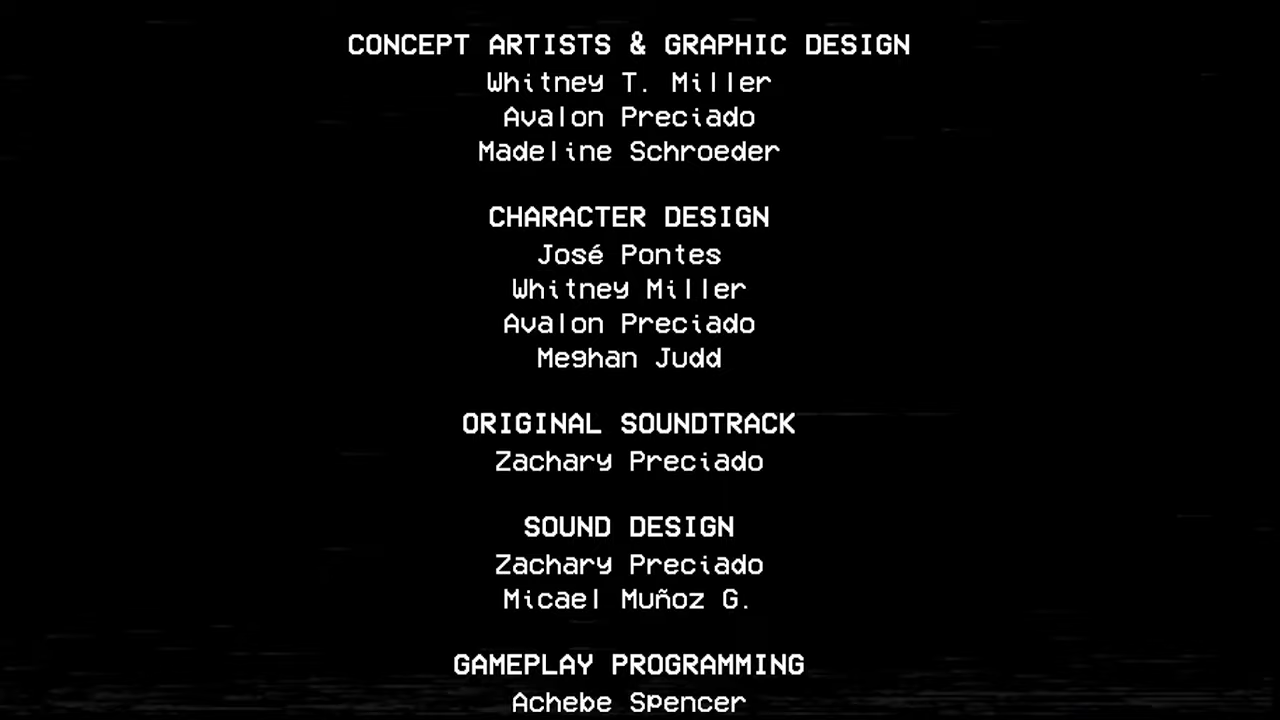 CONCEPT ARTISTS & GRAPHIC DESIGN
Whitney T. Miller
Avalon Preciado
Madeline Schroeder
CHARACTER DESIGN
José Pontes
Whitney Miller
Avalon Preciado
Meghan Judd
ORIGINAL SOUNDTRACK
Zachary Preciado
SOUND DESIGN
Zachary Preciado
Micael Muñoz G.
GAMEPLAY PROGRAMMING
Achebe Spencer